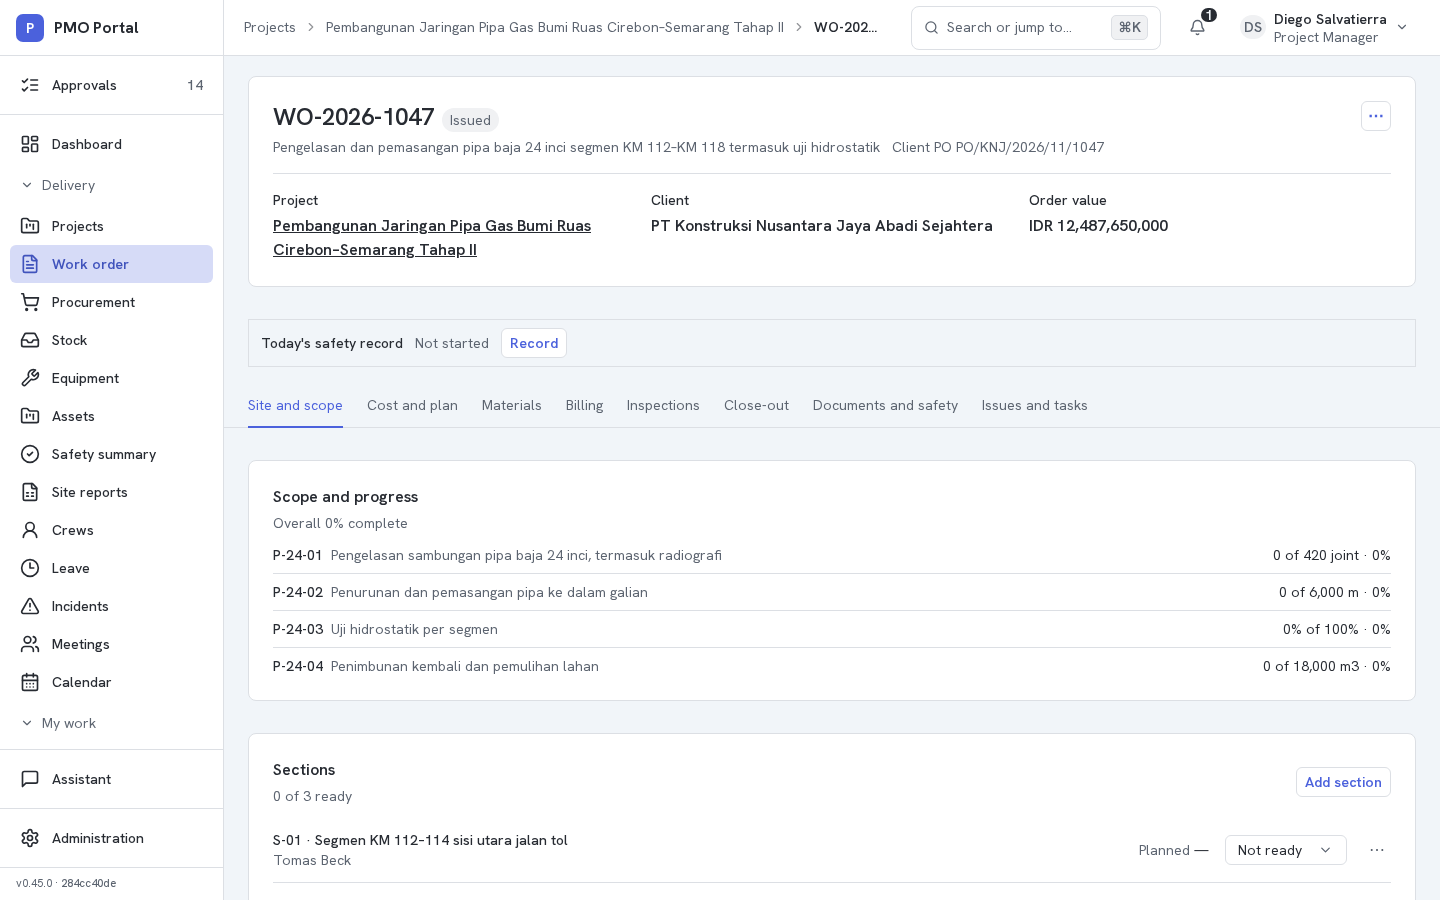 PMO Portal
Projects
Pembangunan Jaringan Pipa Gas Bumi Ruas Cirebon–Semarang Tahap II
WO-202...
Search or jump to...
⌘K
1
DS
Diego Salvatierra
Project Manager
P
Approvals
14
Dashboard
Delivery
Projects
Work order
Procurement
Stock
Equipment
Assets
Safety summary
Site reports
Crews
Leave
Incidents
Meetings
Calendar
My work
Assistant
Administration
v0.45.0 · 284cc40de
WO-2026-1047
Issued
Pengelasan dan pemasangan pipa baja 24 inci segmen KM 112–KM 118 termasuk uji hidrostatik
Client PO PO/KNJ/2026/11/1047
Project
Pembangunan Jaringan Pipa Gas Bumi Ruas
Cirebon–Semarang Tahap II
Client
PT Konstruksi Nusantara Jaya Abadi Sejahtera
Order value
IDR 12,487,650,000
Today's safety record
Not started
Record
Site and scope
Cost and plan
Materials
Billing
Inspections
Close-out
Documents and safety
Issues and tasks
Scope and progress
Overall 0% complete
P-24-01 Pengelasan sambungan pipa baja 24 inci, termasuk radiografi
0 of 420 joint · 0%
P-24-02 Penurunan dan pemasangan pipa ke dalam galian
0 of 6,000 m · 0%
P-24-03 Uji hidrostatik per segmen
0% of 100% · 0%
P-24-04 Penimbunan kembali dan pemulihan lahan
0 of 18,000 m3 · 0%
Sections
0 of 3 ready
Add section
S-01 · Segmen KM 112–114 sisi utara jalan tol
Tomas Beck
Planned —
Not ready